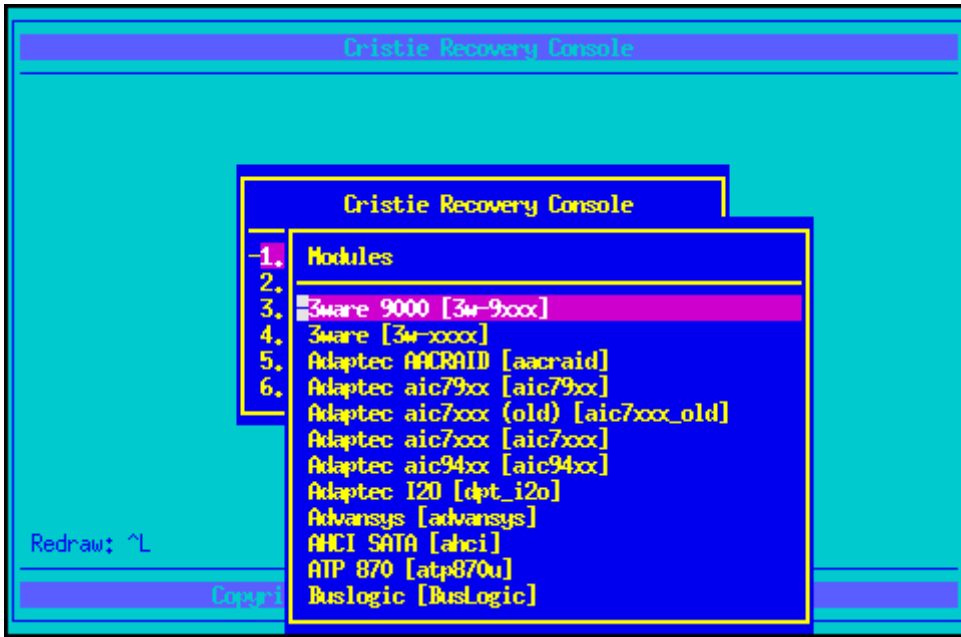 Cristie Recovery Console
Cristie Recovery Console
1.
2.
3.
4.
5.
6.
Modules
3ware 9000 [3w-9xxx]
3ware [3w-xxxx]
Adaptec AACRAID [aacraid]
Adaptec aic79xx [aic79xx]
Adaptec aic7xxx (old) [aic7xxx_old]
Adaptec aic7xxx [aic7xxx]
Adaptec aic94xx [aic94xx]
Adaptec I2O [dpt_i2o]
Advansys [advansys]
AHCI SATA [ahci]
ATP 870 [atp870u]
Buslogic [BusLogic]
Redraw: ^L
Copyri